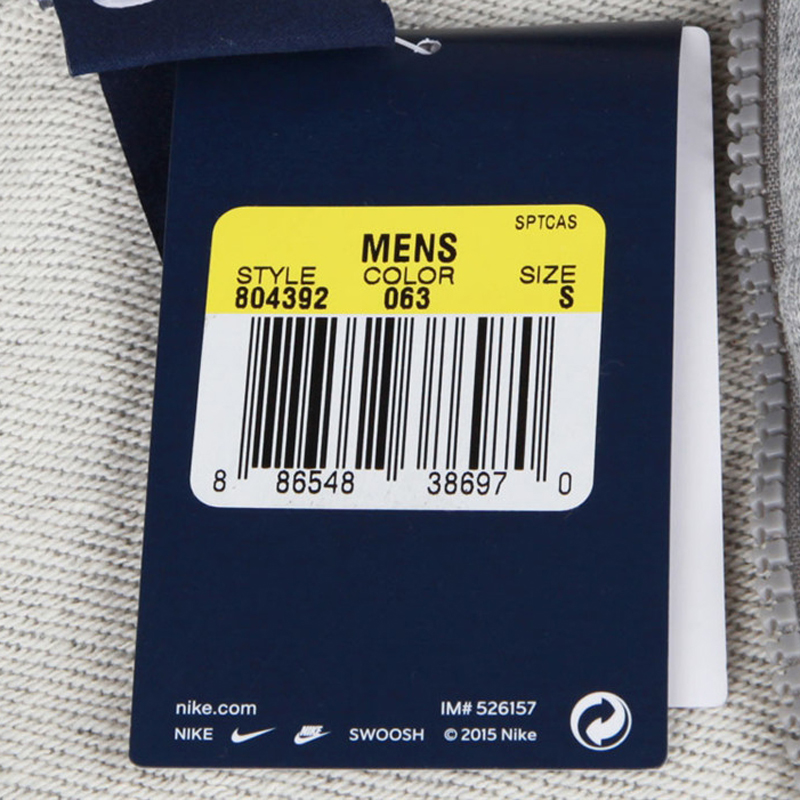 SPTCAS
MENS
STYLE COLOR SIZE
804392 063 S
8 86548 38697 0
nike.com IM# 526157
NIKE NIKE SWOOSH © 2015 Nike